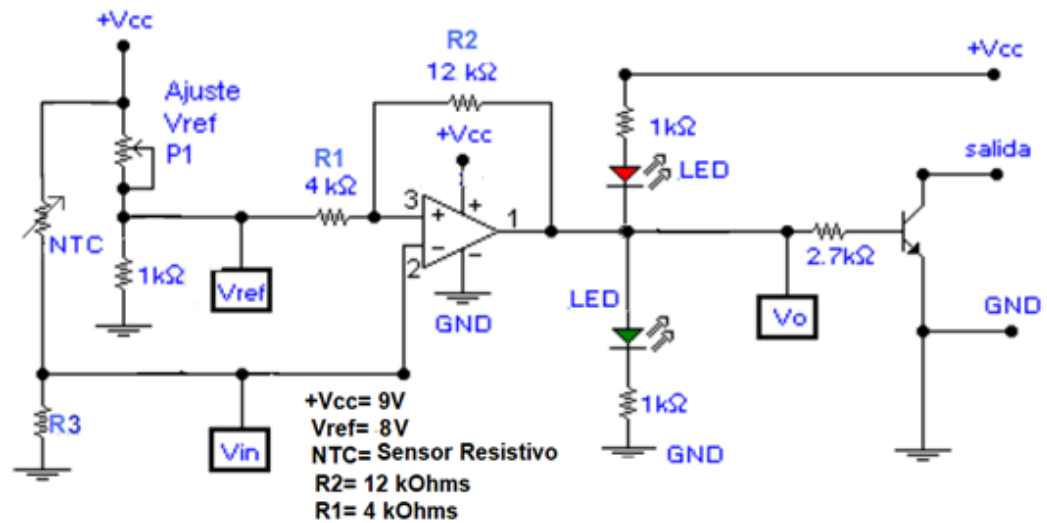 +Vcc
Ajuste
Vref
P1
NTC
1kΩ
Vref
R1
4 kΩ
R2
12 kΩ
+Vcc
3
+
+
1
-
-
2
GND
+Vcc
1kΩ
LED
salida
2.7kΩ
LED
Vo
GND
1kΩ
GND
R3
Vin
+Vcc= 9V
Vref= 8V
NTC= Sensor Resistivo
R2= 12 kOhms
R1= 4 kOhms